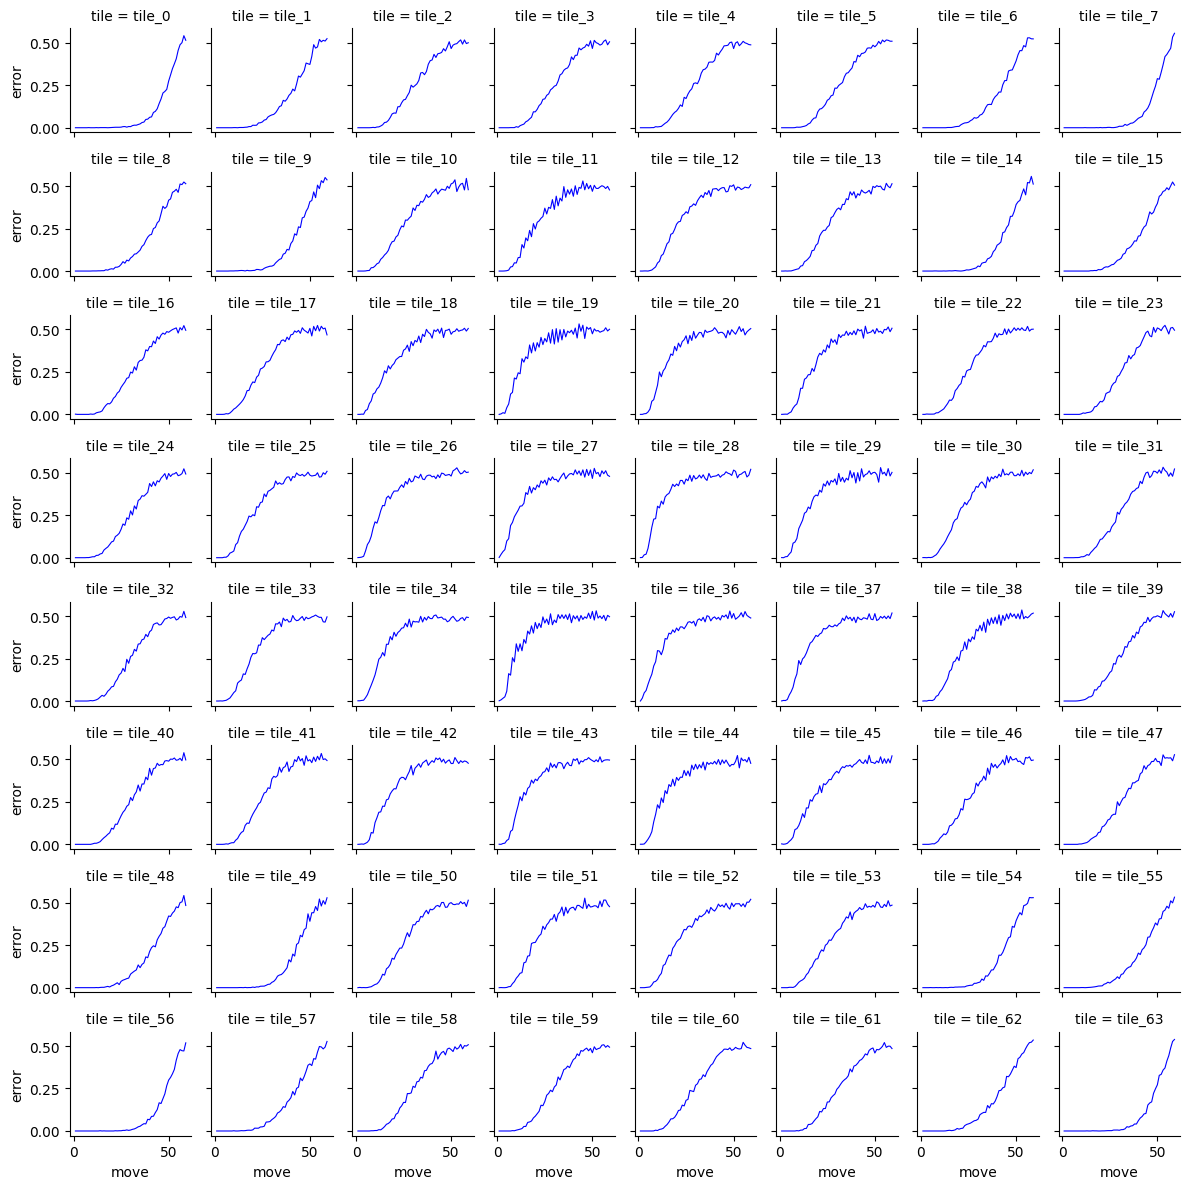 tile = tile_0 tile = tile_1 tile = tile_2 tile = tile_3 tile = tile_4 tile = tile_5 tile = tile_6 tile = tile_7
0.50
error
0.25
0.00
tile = tile_8 tile = tile_9 tile = tile_10 tile = tile_11 tile = tile_12 tile = tile_13 tile = tile_14 tile = tile_15
0.50
error
0.25
0.00
tile = tile_16 tile = tile_17 tile = tile_18 tile = tile_19 tile = tile_20 tile = tile_21 tile = tile_22 tile = tile_23
0.50
error
0.25
0.00
tile = tile_24 tile = tile_25 tile = tile_26 tile = tile_27 tile = tile_28 tile = tile_29 tile = tile_30 tile = tile_31
0.50
error
0.25
0.00
tile = tile_32 tile = tile_33 tile = tile_34 tile = tile_35 tile = tile_36 tile = tile_37 tile = tile_38 tile = tile_39
0.50
error
0.25
0.00
tile = tile_40 tile = tile_41 tile = tile_42 tile = tile_43 tile = tile_44 tile = tile_45 tile = tile_46 tile = tile_47
0.50
error
0.25
0.00
tile = tile_48 tile = tile_49 tile = tile_50 tile = tile_51 tile = tile_52 tile = tile_53 tile = tile_54 tile = tile_55
0.50
error
0.25
0.00
tile = tile_56 tile = tile_57 tile = tile_58 tile = tile_59 tile = tile_60 tile = tile_61 tile = tile_62 tile = tile_63
0.50
error
0.25
0.00
0 50 0 50 0 50 0 50 0 50 0 50 0 50 0 50
move move move move move move move move